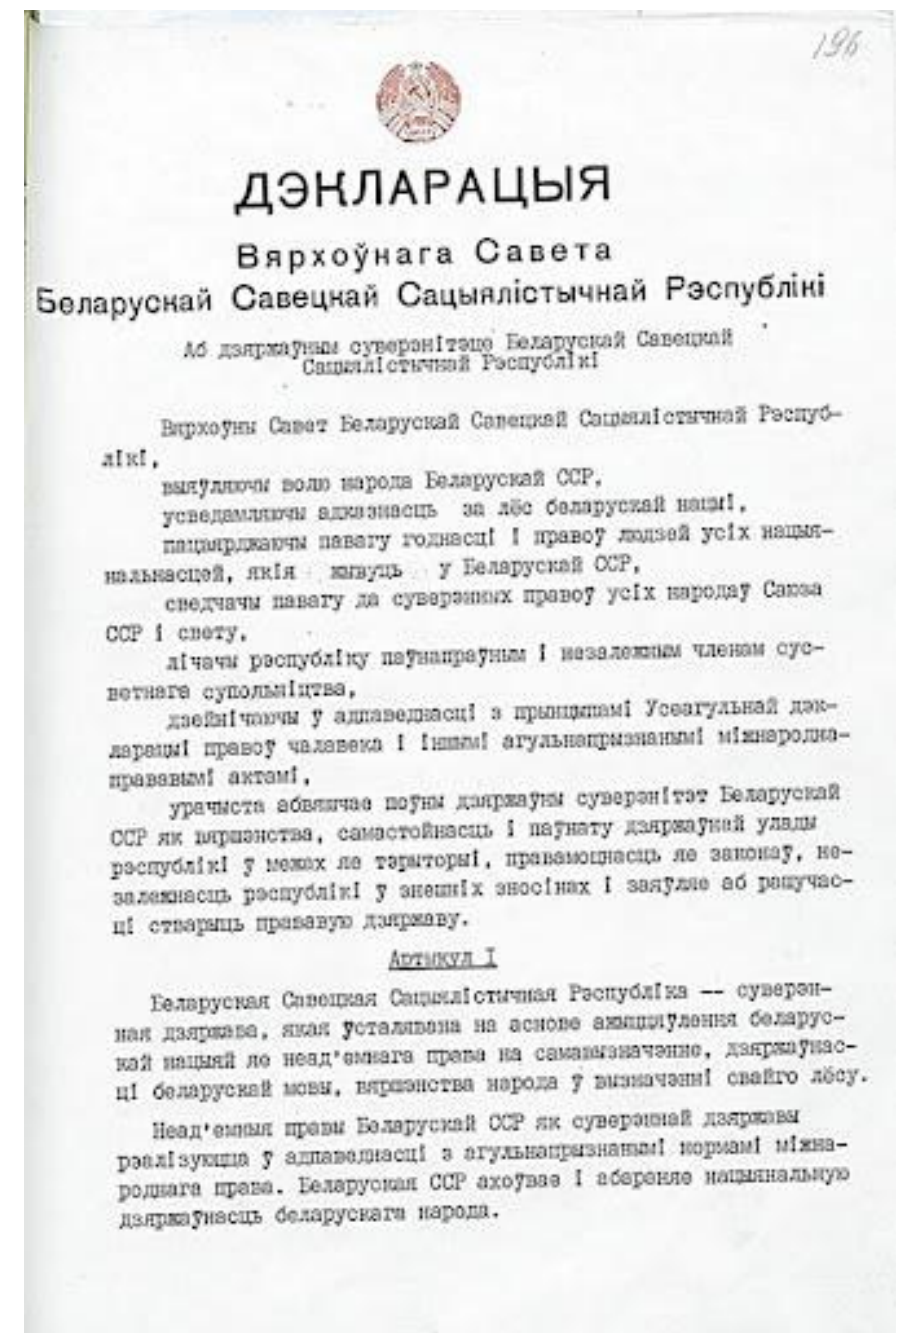 196
ДЭКЛАРАЦЫЯ
Вярхоўнага Савета
Беларускай Савецкай Сацыялістычнай Рэспублікі
Аб дзяржаўным суверэнітэце Беларускай Савецкай
Сацыялістычнай Рэспублікі
Вярхоўны Савет Беларускай Савецкай Сацыялістычнай Рэспуб-
лікі,
выяўляючы волю народа Беларускай ССР,
усведамляючы адказнасць за лёс беларускай нацыі,
пацвярджаючы павагу годнасці і правоў людзей усіх нацыя-
нальнасцей, якія жывуць у Беларускай ССР,
сведчачы павагу да суверэнных правоў усіх народаў Саюза
ССР і свету,
лічачы рэспубліку паўнапраўным і незалежным членам сус-
ветнага супольніцтва,
дзейнічаючы ў адпаведнасці з прынцыпамі Усеагульнай дэк-
ларацыі правоў чалавека і іншымі агульнапрызнанымі міжнародна-
прававымі актамі,
урачыста абвяшчае поўны дзяржаўны суверэнітэт Беларускай
ССР як вяршэнства, самастойнасць і паўнату дзяржаўнай улады
рэспублікі ў межах яе тэрыторыі, правамоцнасць яе законаў, не-
залежнасць рэспублікі ў знешніх зносінах і заяўляе аб рашучас-
ці стварыць прававую дзяржаву.
Артыкул І
Беларуская Савецкая Сацыялістычная Рэспубліка — суверэн-
ная дзяржава, якая ўсталявана на аснове ажыццяўлення беларус-
кай нацыяй яе неад'емнага права на самавызначэнне, дзяржаўнас-
ці беларускай мовы, вяршэнства народа ў вызначэнні свайго лёсу.
Неад'емныя правы Беларускай ССР як суверэннай дзяржавы
рэалізуюцца ў адпаведнасці з агульнапрызнанымі нормамі міжна-
роднага права. Беларуская ССР ахоўвае і абараняе нацыянальную
дзяржаўнасць беларускага народа.